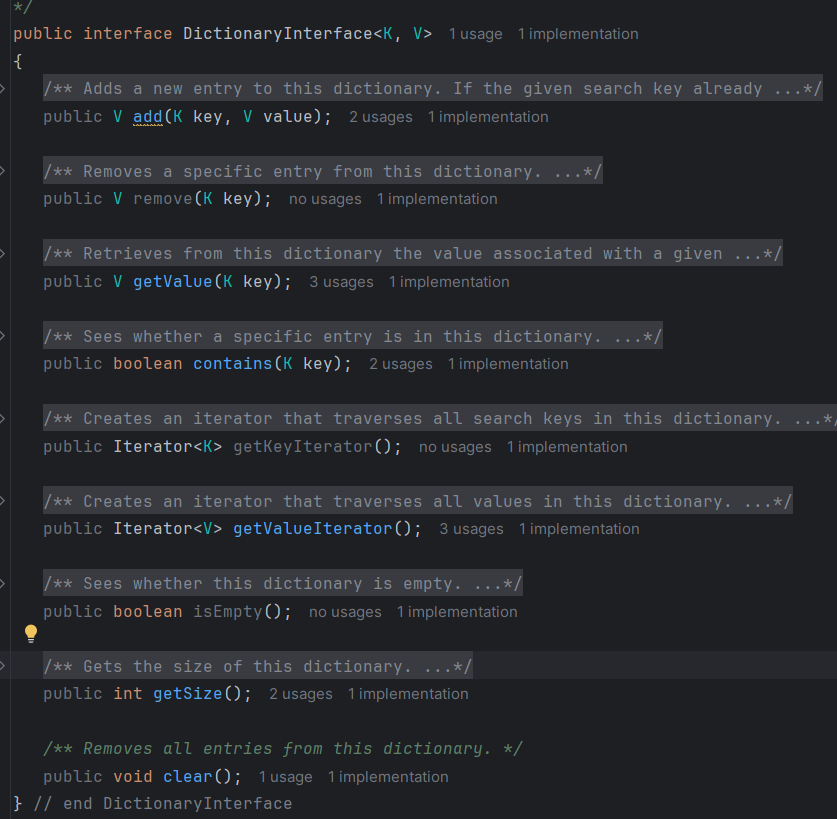 */
public interface DictionaryInterface<K, V> 1 usage 1 implementation
{
/** Adds a new entry to this dictionary. If the given search key already ...*/
public V add(K key, V value); 2 usages 1 implementation
/** Removes a specific entry from this dictionary. ...*/
public V remove(K key); no usages 1 implementation
/** Retrieves from this dictionary the value associated with a given ...*/
public V getValue(K key); 3 usages 1 implementation
/** Sees whether a specific entry is in this dictionary. ...*/
public boolean contains(K key); 2 usages 1 implementation
/** Creates an iterator that traverses all search keys in this dictionary. ...*/
public Iterator<K> getKeyIterator(); no usages 1 implementation
/** Creates an iterator that traverses all values in this dictionary. ...*/
public Iterator<V> getValueIterator(); 3 usages 1 implementation
/** Sees whether this dictionary is empty. ...*/
public boolean isEmpty(); no usages 1 implementation
/** Gets the size of this dictionary. ...*/
public int getSize(); 2 usages 1 implementation
/** Removes all entries from this dictionary. */
public void clear(); 1 usage 1 implementation
} // end DictionaryInterface